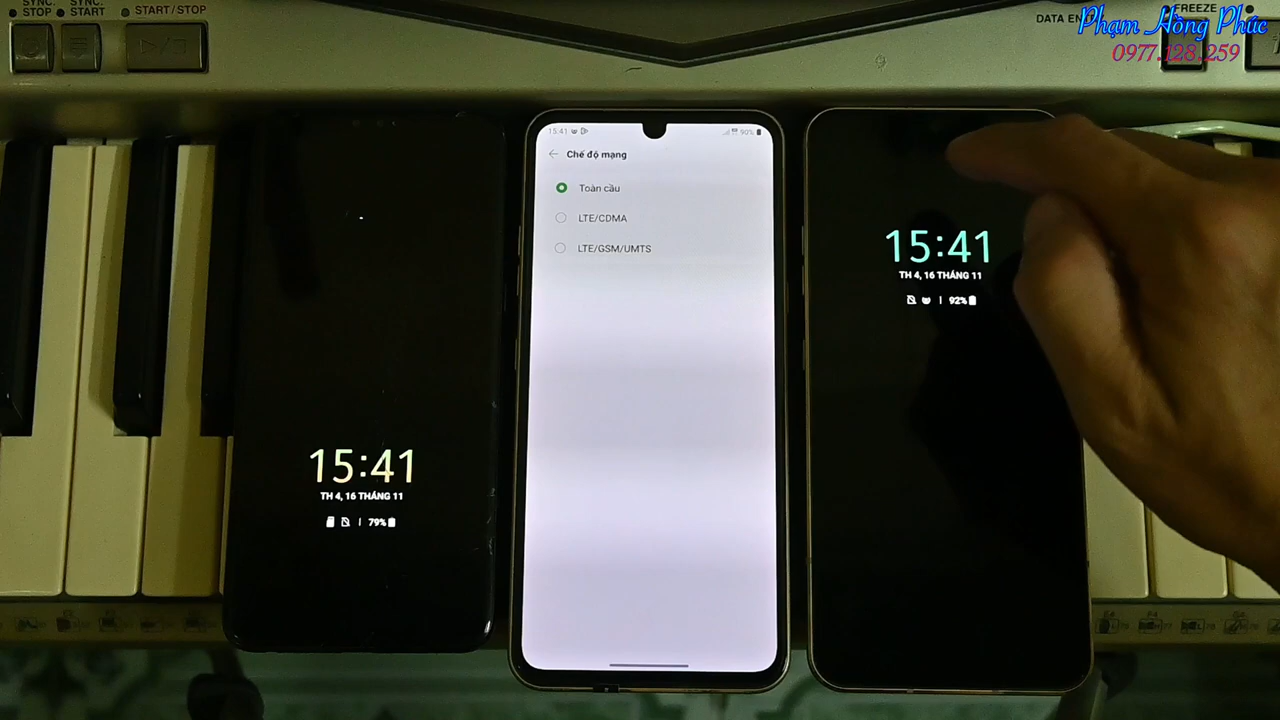 SYNC.
STOP
SYNC.
START
START/STOP
FREEZE
DATA EN
Phạm Hồng Phúc
0977.128.259
15:41
90%
Chế độ mạng
Toàn cầu
LTE/CDMA
LTE/GSM/UMTS
15:41
TH 4, 16 THÁNG 11
92%
15:41
TH 4, 16 THÁNG 11
79%